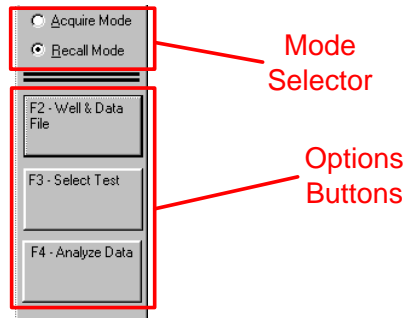 Acquire Mode
Recall Mode
Mode
Selector
F2 - Well & Data
File
F3 - Select Test
F4 - Analyze Data
Options
Buttons